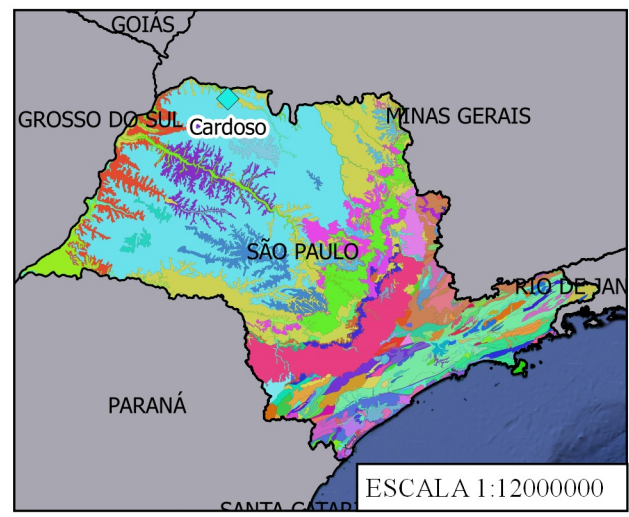 GOIÁS
GROSSO DO SUL
Cardoso
MINAS GERAIS
SÃO PAULO
RIO DE JAN
PARANÁ
ESCALA 1:12000000
SANTA CATAR